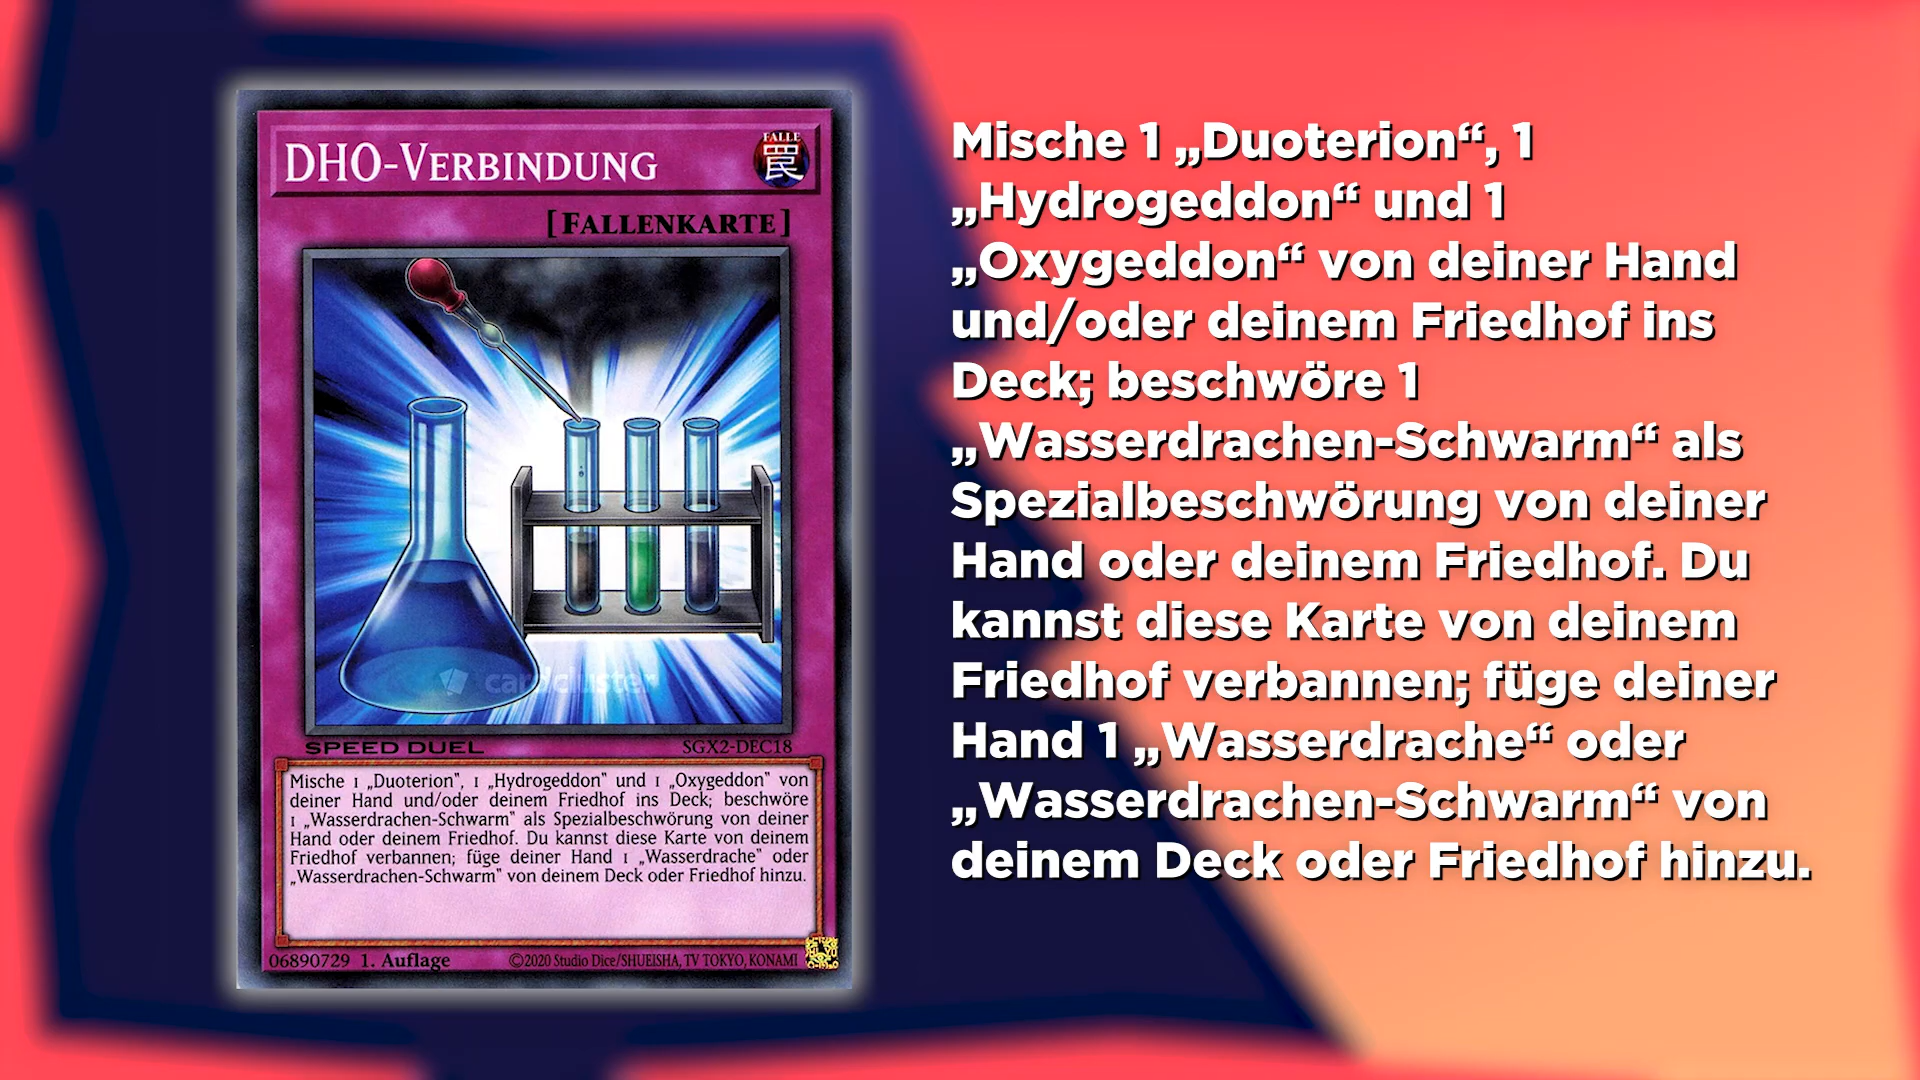 DHO-Verbindung
FALLE
罠
[Fallenkarte]
cardcluster
SPEED DUEL
SGX2-DEC18
Mische 1 „Duoterion", 1 „Hydrogeddon" und 1 „Oxygeddon" von
deiner Hand und/oder deinem Friedhof ins Deck; beschwöre
1 „Wasserdrachen-Schwarm" als Spezialbeschwörung von deiner
Hand oder deinem Friedhof. Du kannst diese Karte von deinem
Friedhof verbannen; füge deiner Hand 1 „Wasserdrache" oder
„Wasserdrachen-Schwarm" von deinem Deck oder Friedhof hinzu.
06890729 1. Auflage
©2020 Studio Dice/SHUEISHA, TV TOKYO, KONAMI
Mische 1 „Duoterion“, 1
„Hydrogeddon“ und 1
„Oxygeddon“ von deiner Hand
und/oder deinem Friedhof ins
Deck; beschwöre 1
„Wasserdrachen-Schwarm“ als
Spezialbeschwörung von deiner
Hand oder deinem Friedhof. Du
kannst diese Karte von deinem
Friedhof verbannen; füge deiner
Hand 1 „Wasserdrache“ oder
„Wasserdrachen-Schwarm“ von
deinem Deck oder Friedhof hinzu.